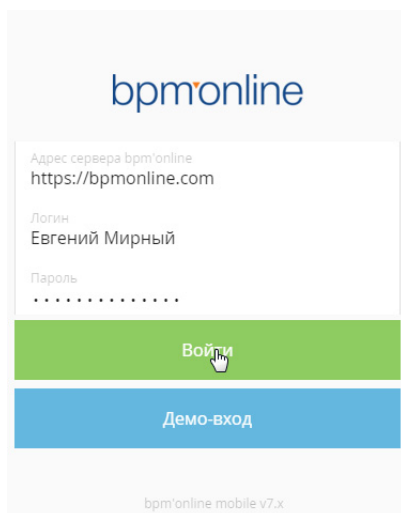 bpm'online
Адрес сервера bpm'online
https://bpmonline.com
Логин
Евгений Мирный
Пароль
··············
Войти
Демо-вход
bpm'online mobile v7.x